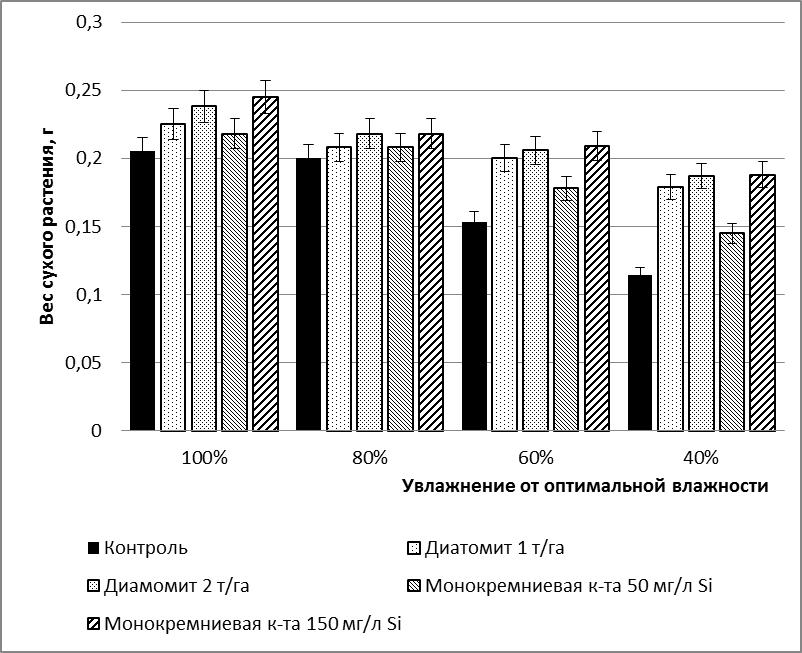 0,3
0,25
0,2
0,15
0,1
0,05
0
Вес сухого растения, г
100% 80% 60% 40%
Увлажнение от оптимальной влажности
Контроль Диатомит 1 т/га
Диамомит 2 т/га Монокремниевая к-та 50 мг/л Si
Монокремниевая к-та 150 мг/л Si